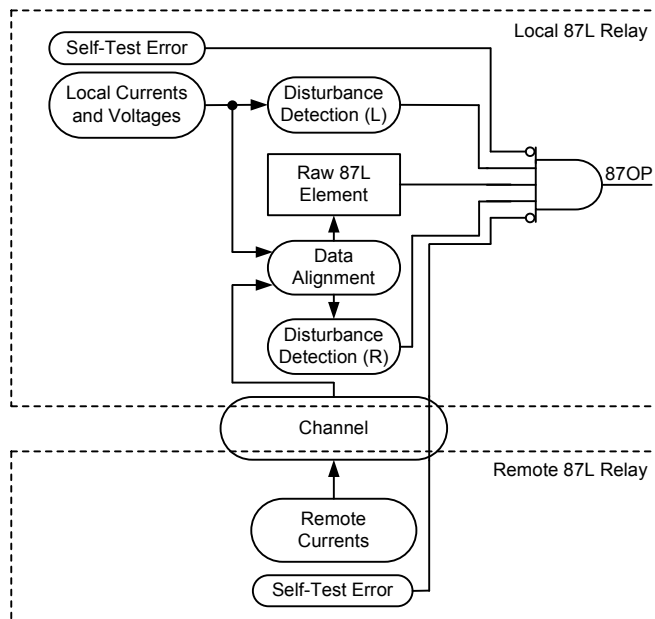 Local 87L Relay
Self-Test Error
Local Currents
and Voltages
Disturbance
Detection (L)
Raw 87L
Element
87OP
Data
Alignment
Disturbance
Detection (R)
Channel
Remote 87L Relay
Remote
Currents
Self-Test Error